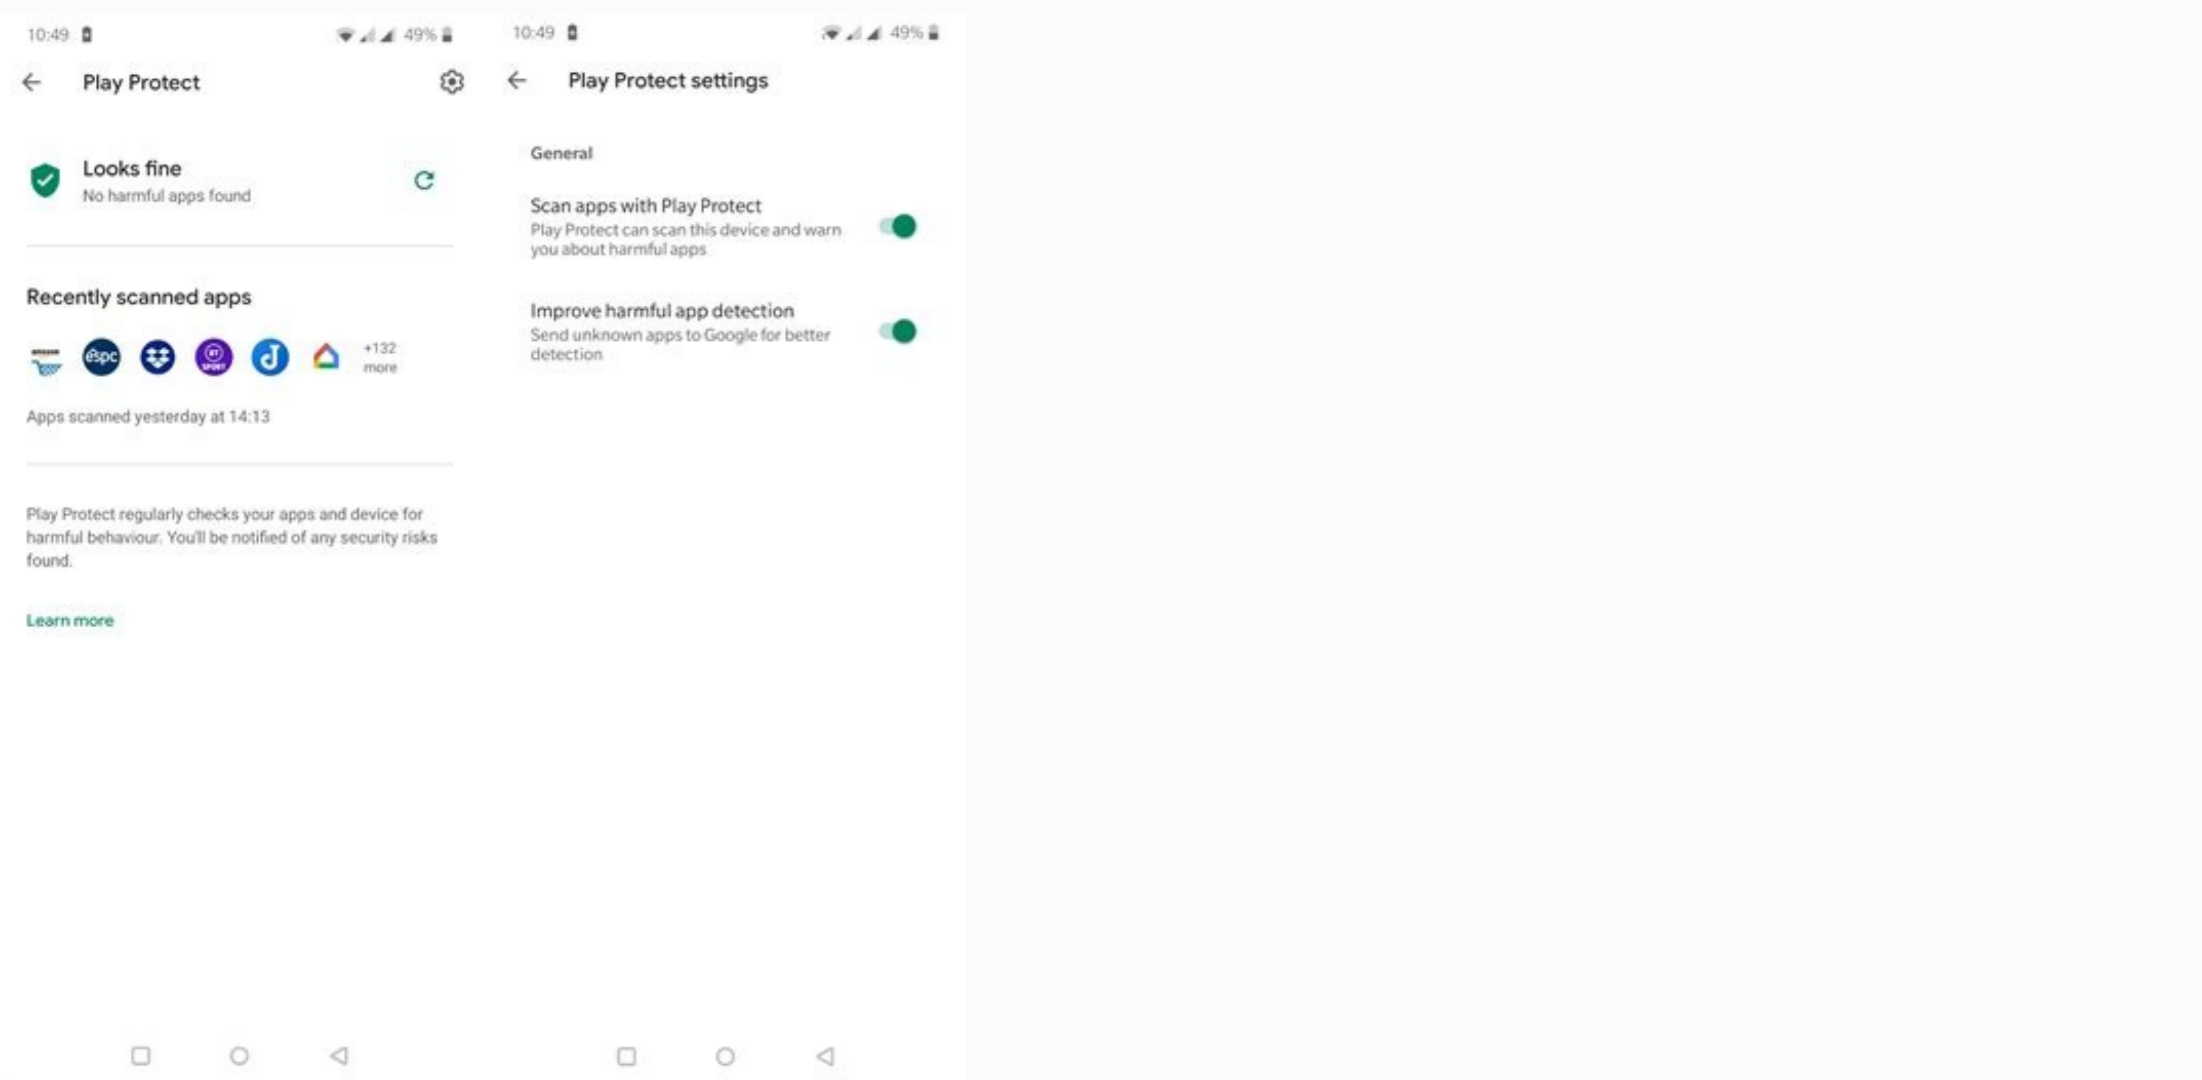 10:49
49%
Play Protect
Looks fine
No harmful apps found
Recently scanned apps
espc
BT
SPORT
+132
more
Apps scanned yesterday at 14:13
Play Protect regularly checks your apps and device for
harmful behaviour. You'll be notified of any security risks
found.
Learn more
10:49
49%
Play Protect settings
General
Scan apps with Play Protect
Play Protect can scan this device and warn
you about harmful apps
Improve harmful app detection
Send unknown apps to Google for better
detection